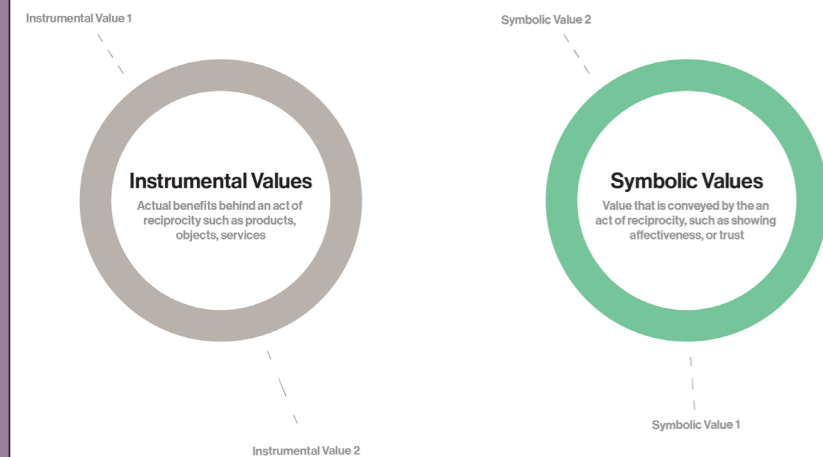 Instrumental Value 1
Symbolic Value 2
Instrumental Values
Actual benefits behind an act of
reciprocity such as products,
objects, services
Symbolic Values
Value that is conveyed by the an
act of reciprocity, such as showing
affectiveness, or trust
Symbolic Value 1
Instrumental Value 2